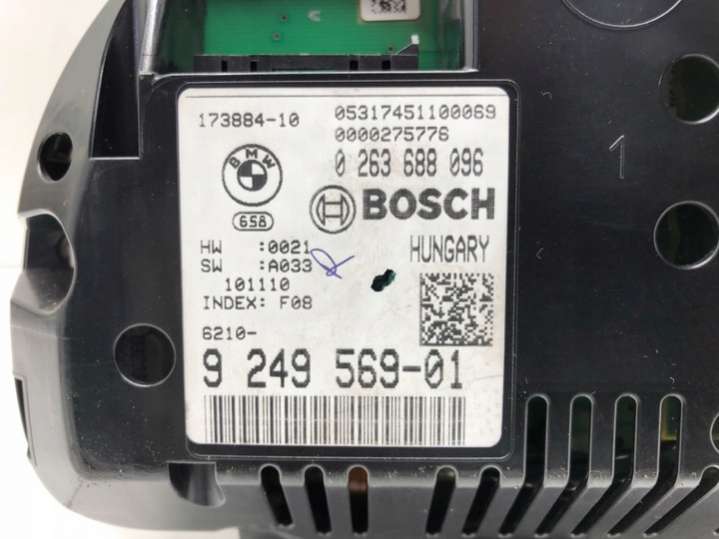 173884-10 05317451100069
0000275776
BMW 0 263 688 096
658 BOSCH
HW :0021 HUNGARY
SW :A033
101110
INDEX: F08
6210-
9 249 569-01
1